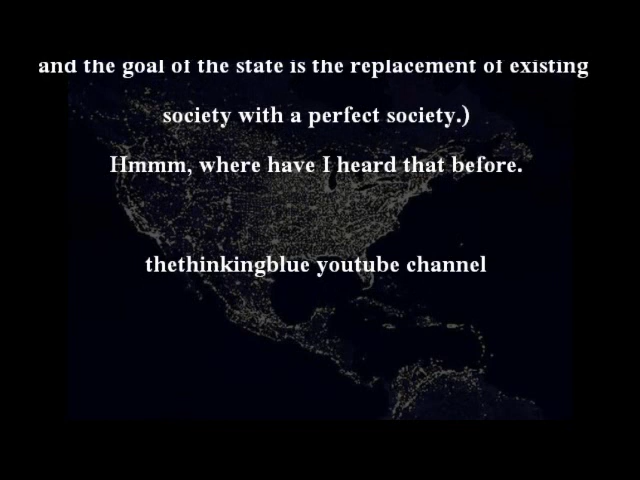 and the goal of the state is the replacement of existing
society with a perfect society.)
Hmmm, where have I heard that before.
thethinkingblue youtube channel